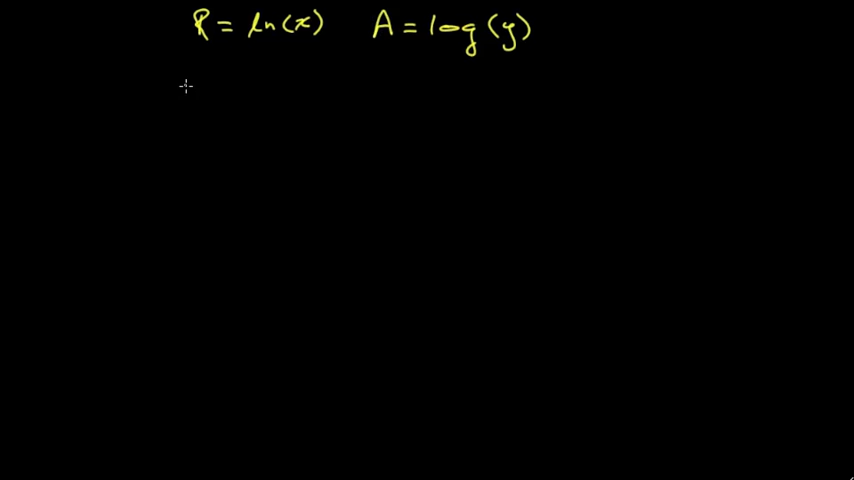 R = ln(x) A = log(y)